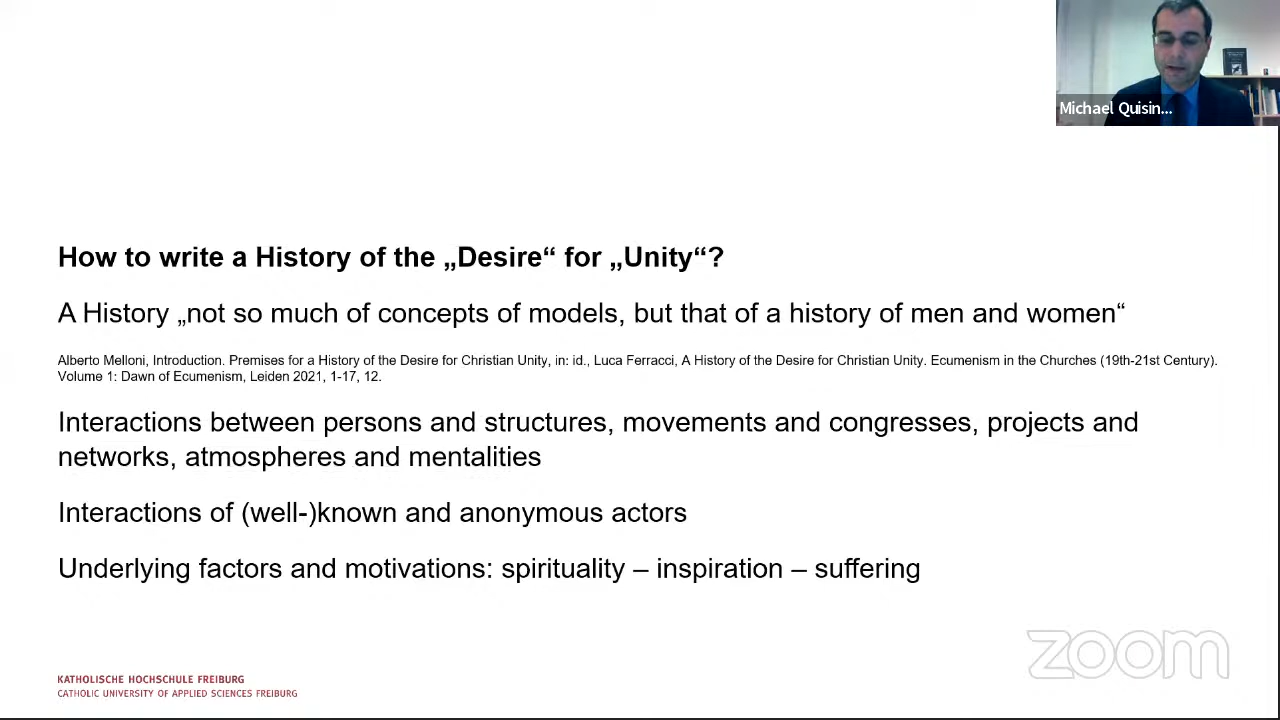 Michael Quisin...
How to write a History of the „Desire“ for „Unity“?
A History „not so much of concepts of models, but that of a history of men and women“
Alberto Melloni, Introduction. Premises for a History of the Desire for Christian Unity, in: id., Luca Ferracci, A History of the Desire for Christian Unity. Ecumenism in the Churches (19th-21st Century).
Volume 1: Dawn of Ecumenism, Leiden 2021, 1-17, 12.
Interactions between persons and structures, movements and congresses, projects and
networks, atmospheres and mentalities
Interactions of (well-)known and anonymous actors
Underlying factors and motivations: spirituality – inspiration – suffering
zoom
KATHOLISCHE HOCHSCHULE FREIBURG
CATHOLIC UNIVERSITY OF APPLIED SCIENCES FREIBURG